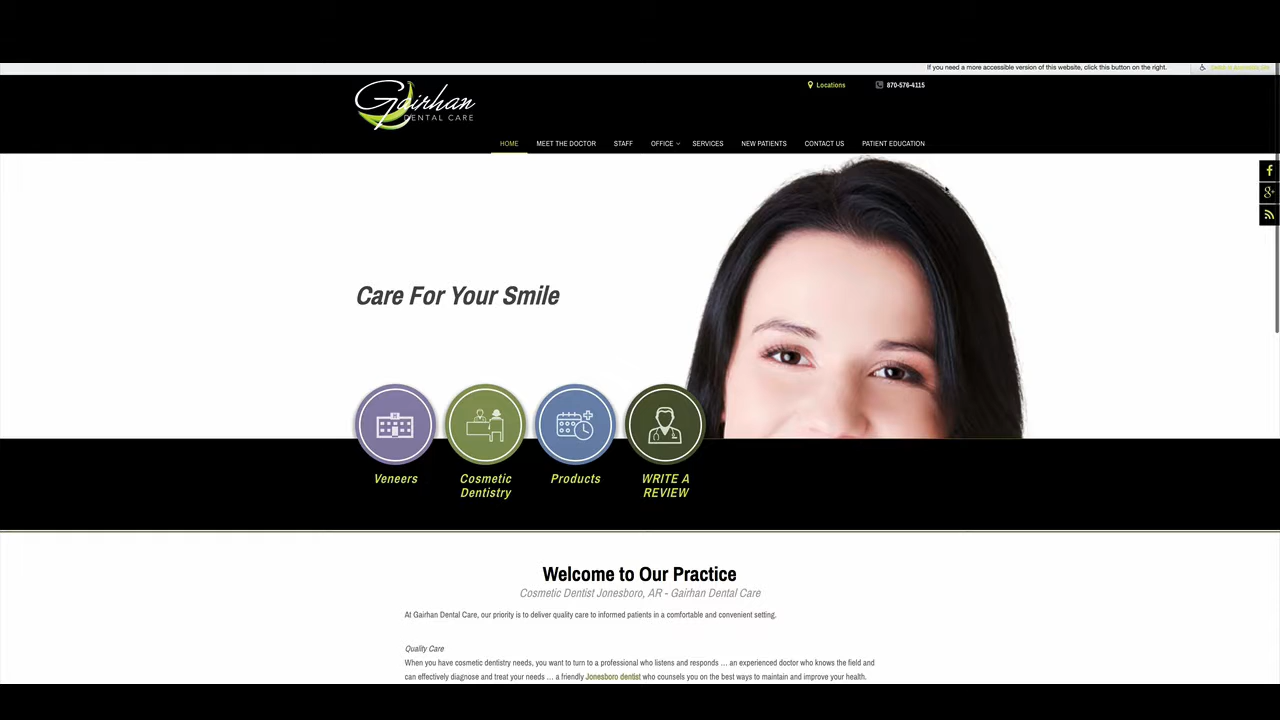 If you need a more accessible version of this website, click this button on the right.
Gairhan
DENTAL CARE
Locations
870-576-4115
HOME
MEET THE DOCTOR
STAFF
OFFICE
SERVICES
NEW PATIENTS
CONTACT US
PATIENT EDUCATION
Care For Your Smile
Veneers
Cosmetic
Dentistry
Products
WRITE A
REVIEW
Welcome to Our Practice
Cosmetic Dentist Jonesboro, AR - Gairhan Dental Care
At Gairhan Dental Care, our priority is to deliver quality care to informed patients in a comfortable and convenient setting.
Quality Care
When you have cosmetic dentistry needs, you want to turn to a professional who listens and responds … an experienced doctor who knows the field and
can effectively diagnose and treat your needs … a friendly Jonesboro dentist who counsels you on the best ways to maintain and improve your health.